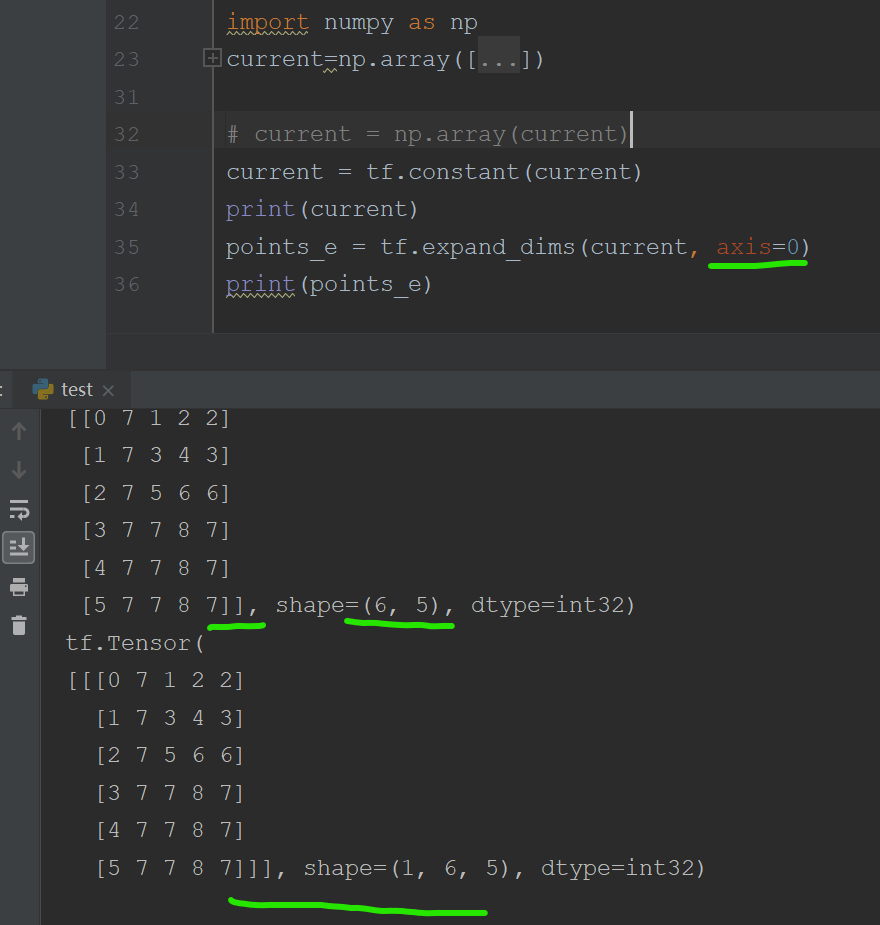 22 import numpy as np
23 current=np.array([...])
31
32 # current = np.array(current)
33 current = tf.constant(current)
34 print(current)
35 points_e = tf.expand_dims(current, axis=0)
36 print(points_e)
: test ×
[[0 7 1 2 2]
[1 7 3 4 3]
[2 7 5 6 6]
[3 7 7 8 7]
[4 7 7 8 7]
[5 7 7 8 7]], shape=(6, 5), dtype=int32)
tf.Tensor(
[[[0 7 1 2 2]
[1 7 3 4 3]
[2 7 5 6 6]
[3 7 7 8 7]
[4 7 7 8 7]
[5 7 7 8 7]]], shape=(1, 6, 5), dtype=int32)